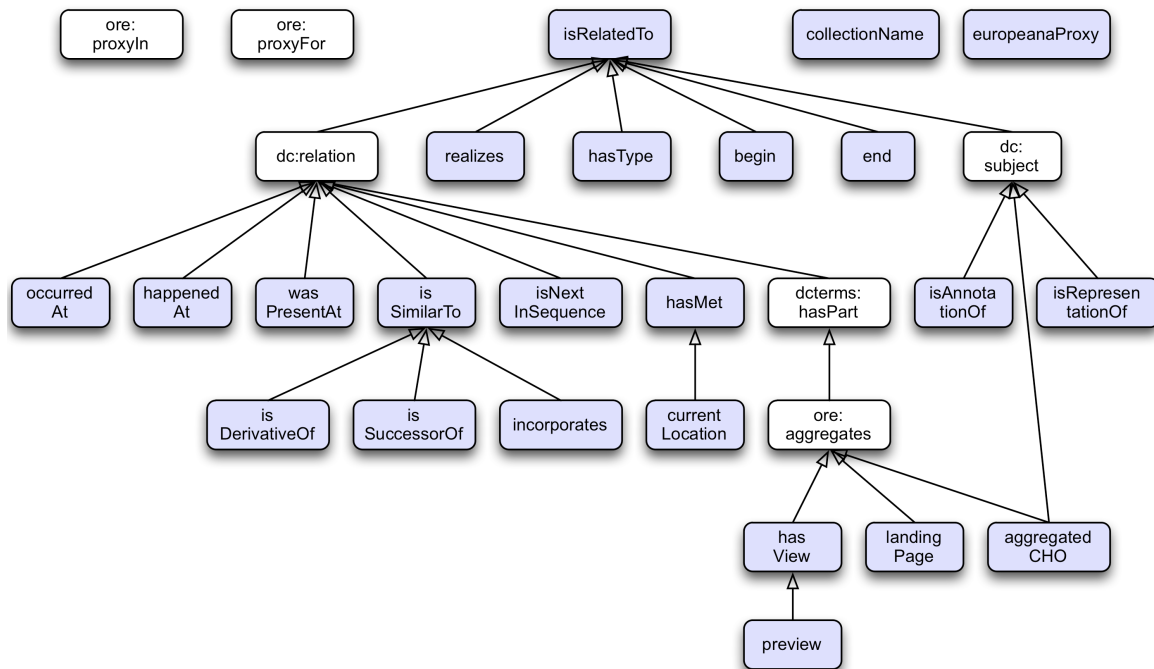 ore:
proxyIn
ore:
proxyFor
isRelatedTo
collectionName
europeanaProxy
dc:relation
realizes
hasType
begin
end
dc:
subject
occurred
At
happened
At
was
PresentAt
is
SimilarTo
isNext
InSequence
hasMet
dcterms:
hasPart
isAnnota
tionOf
isRepresen
tationOf
is
DerivativeOf
is
SuccessorOf
incorporates
current
Location
ore:
aggregates
has
View
landing
Page
aggregated
CHO
preview